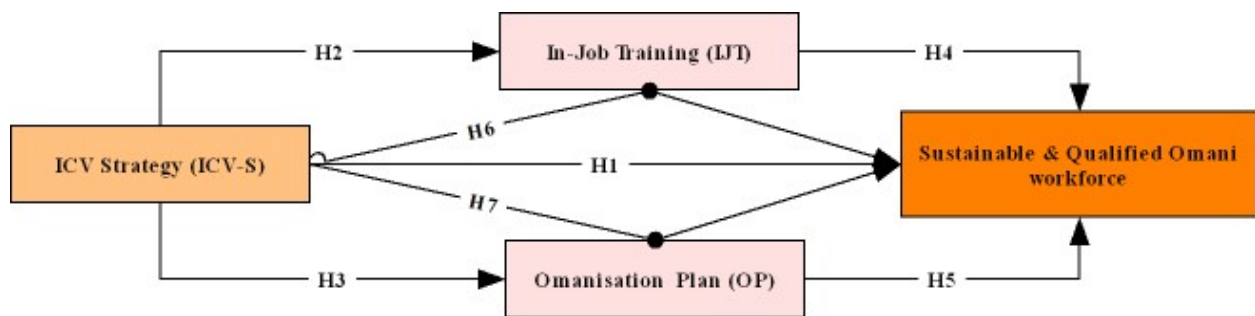 In-Job Training (IJT)
H2
H4
H6
ICV Strategy (ICV-S)
H1
Sustainable & Qualified Omani
workforce
H7
Omanisation Plan (OP)
H3
H5